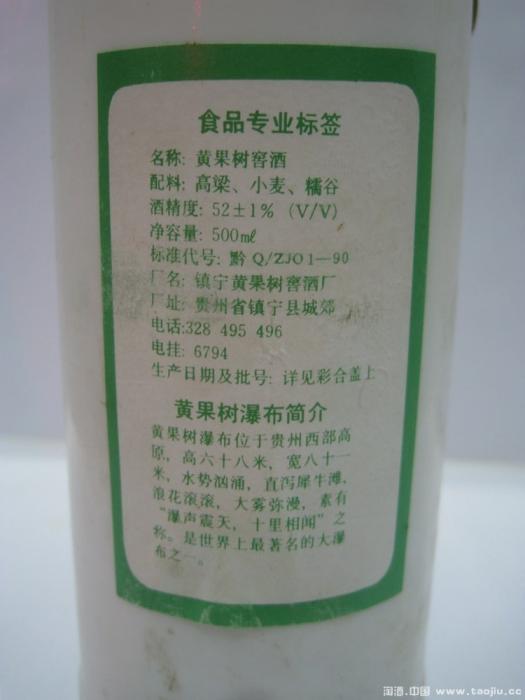 食品专业标签
名称: 黄果树窖酒
配料: 高梁、小麦、糯谷
酒精度: 52±1% (V/V)
净容量: 500ml
标准代号: 黔 Q/ZJO1—90
厂名: 镇宁黄果树窖酒厂
厂址: 贵州省镇宁县城郊
电话:328 495 496
电挂: 6794
生产日期及批号: 详见彩合盖上
黄果树瀑布简介
黄果树瀑布位于贵州西部高
原，高六十八米，宽八十一
米，水势汹涌，直泻犀牛滩，
浪花滚滚，大雾弥漫，素有
“瀑声震天，十里相闻”之
称。是世界上最著名的大瀑
布之一。
淘酒.中国 www.taojiu.cc